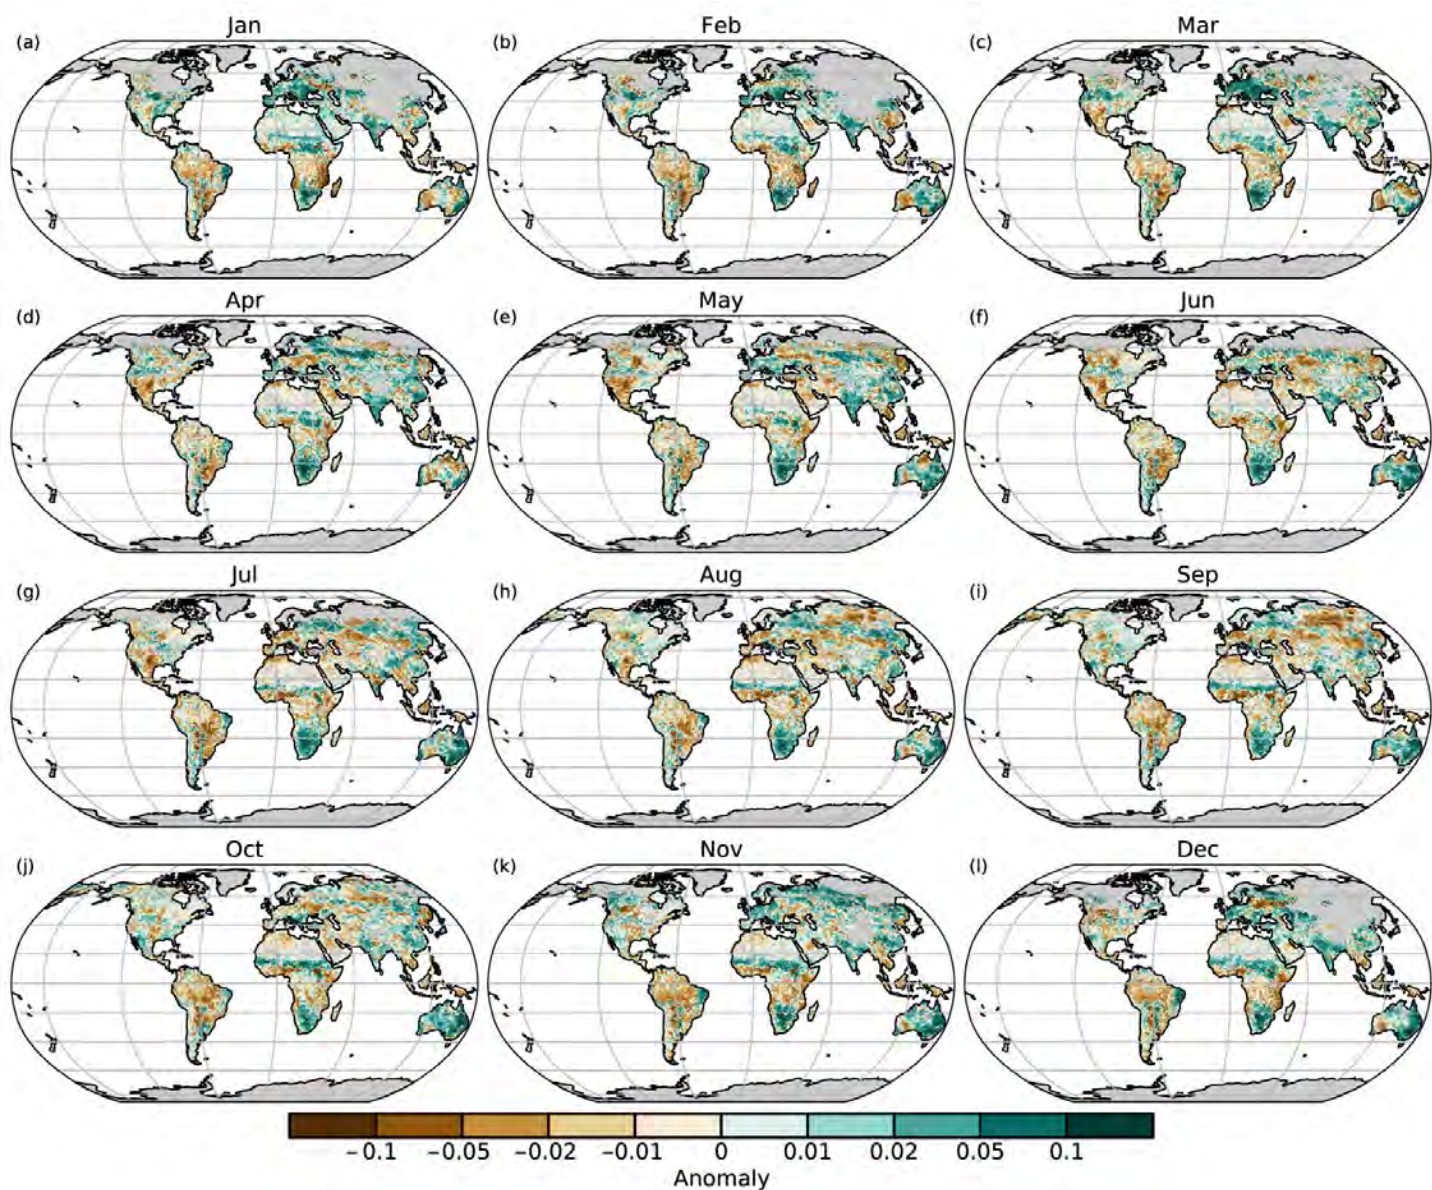 Jan
Feb
Mar
(a)
(b)
(c)
Apr
May
Jun
(d)
(e)
(f)
Jul
Aug
Sep
(g)
(h)
(i)
Oct
Nov
Dec
(j)
(k)
(l)
−0.1 −0.05 −0.02 −0.01 0 0.01 0.02 0.05 0.1
Anomaly